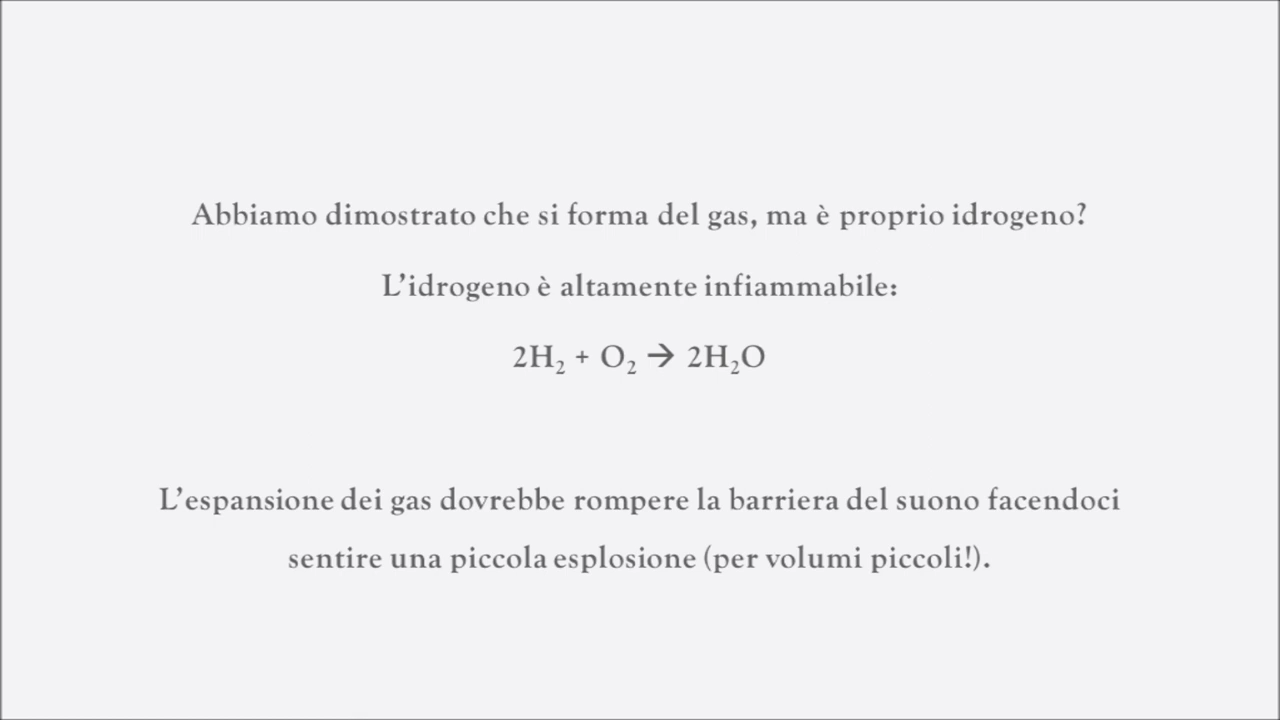 Abbiamo dimostrato che si forma del gas, ma è proprio idrogeno?
L’idrogeno è altamente infiammabile:
2H₂ + O₂ → 2H₂O
L’espansione dei gas dovrebbe rompere la barriera del suono facendoci
sentire una piccola esplosione (per volumi piccoli!).